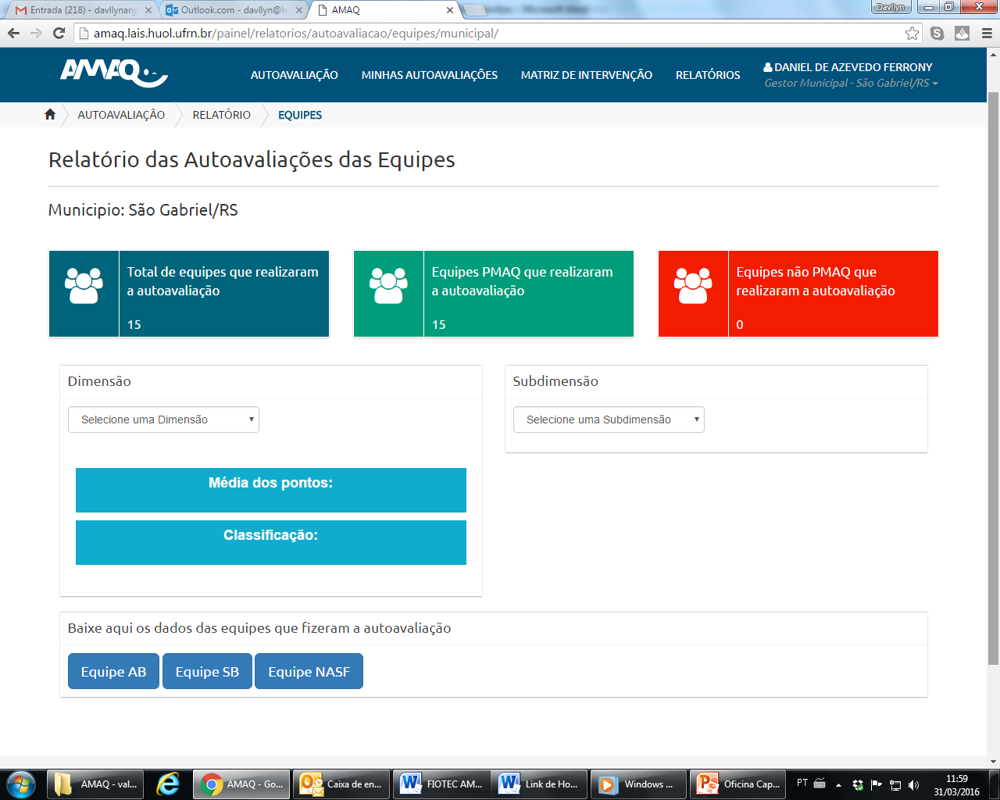 Entrada (218) - davllynanj
Outlook.com - davllyn@h
AMAQ
Davllyn
amaq.lais.huol.ufrn.br/painel/relatorios/autoavaliacao/equipes/municipal/
AMAQ
AUTOAVALIAÇÃO
MINHAS AUTOAVALIAÇÕES
MATRIZ DE INTERVENÇÃO
RELATÓRIOS
DANIEL DE AZEVEDO FERRONY
Gestor Municipal - São Gabriel/RS
AUTOAVALIAÇÃO
RELATÓRIO
EQUIPES
Relatório das Autoavaliações das Equipes
Municipio: São Gabriel/RS
Total de equipes que realizaram
a autoavaliação
15
Equipes PMAQ que realizaram
a autoavaliação
15
Equipes não PMAQ que
realizaram a autoavaliação
0
Dimensão
Selecione uma Dimensão
Média dos pontos:
Classificação:
Subdimensão
Selecione uma Subdimensão
Baixe aqui os dados das equipes que fizeram a autoavaliação
Equipe AB
Equipe SB
Equipe NASF
AMAQ - val...
AMAQ - Go...
Caixa de en...
FIOTEC AM...
Link de Ho...
Windows ...
Oficina Cap...
PT
11:59
31/03/2016